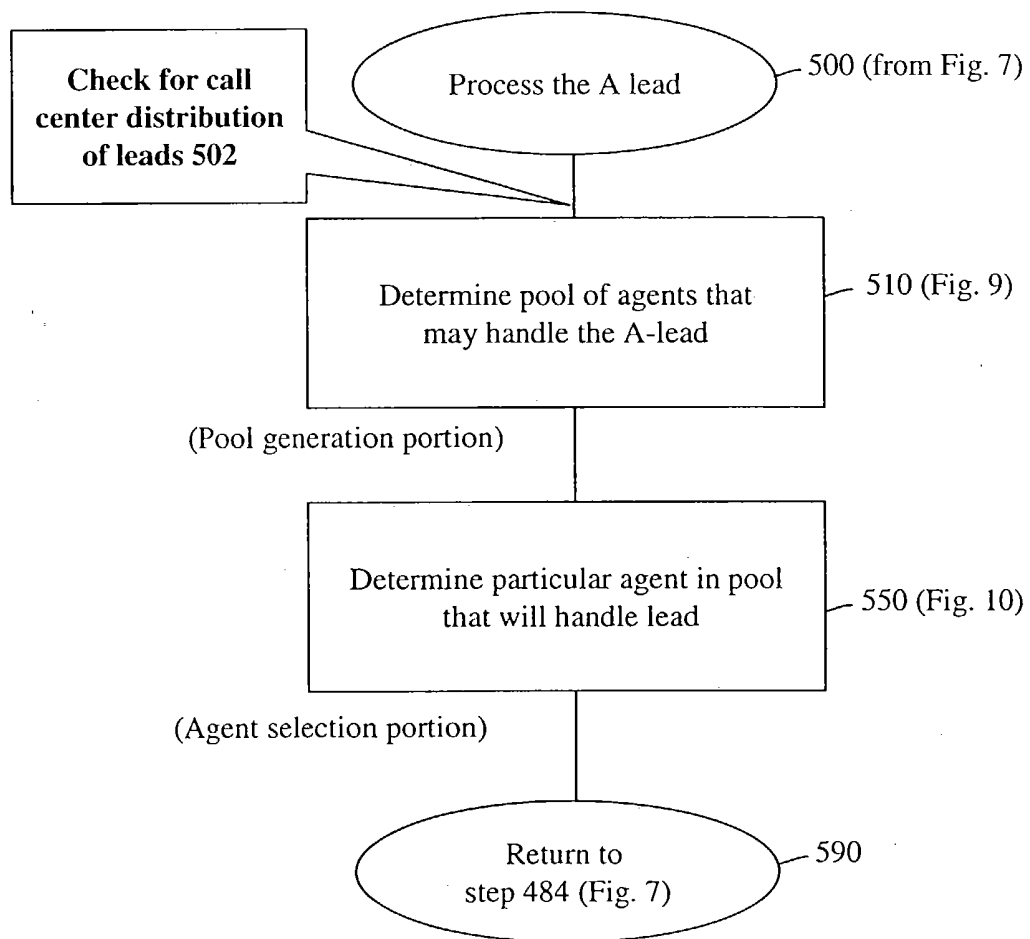 Check for call
center distribution
of leads 502
Process the A lead
500 (from Fig. 7)
Determine pool of agents that
may handle the A-lead
510 (Fig. 9)
(Pool generation portion)
Determine particular agent in pool
that will handle lead
550 (Fig. 10)
(Agent selection portion)
Return to
step 484 (Fig. 7)
590